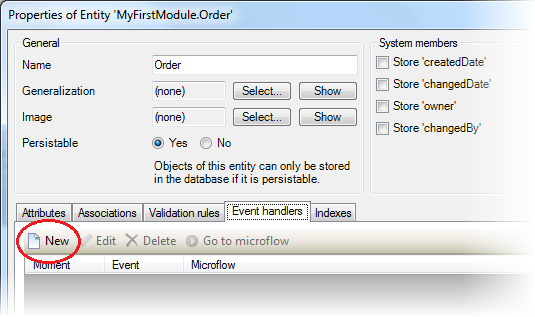 Properties of Entity 'MyFirstModule.Order'
General
Name Order
Generalization (none) Select... Show
Image (none) Select... Show
Persistable Yes No
Objects of this entity can only be stored
in the database if it is persistable.
System members
Store 'createdDate'
Store 'changedDate'
Store 'owner'
Store 'changedBy'
Attributes Associations Validation rules Event handlers Indexes
New Edit Delete Go to microflow
Moment Event Microflow